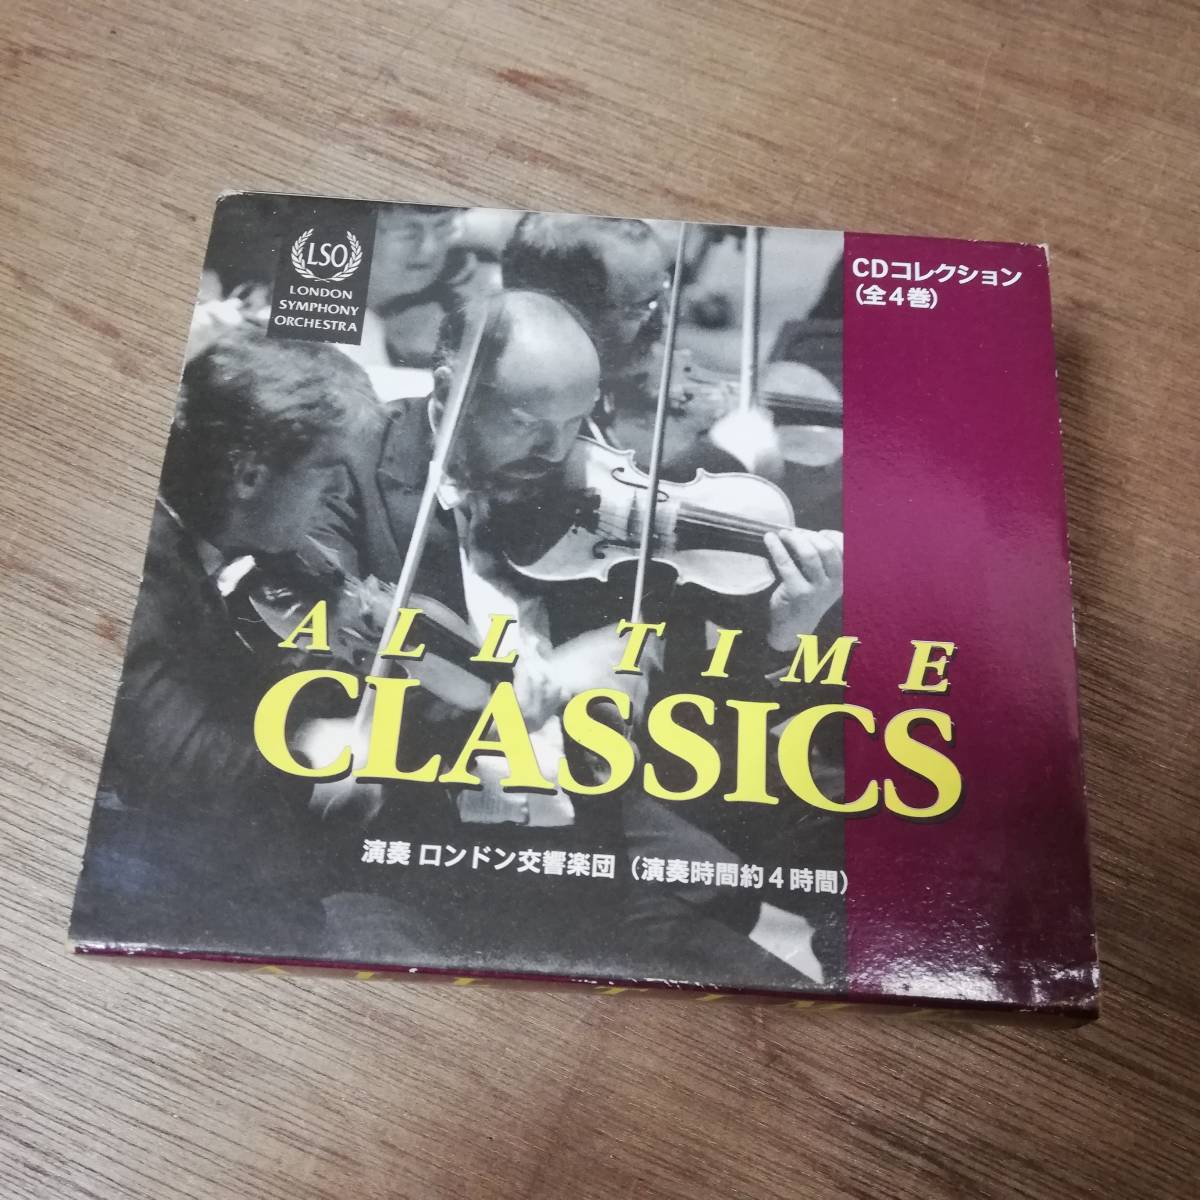 LSO
LONDON
SYMPHONY
ORCHESTRA
CDコレクション
（全4巻）
ALL TIME
CLASSICS
演奏 ロンドン交響楽団（演奏時間約4時間）